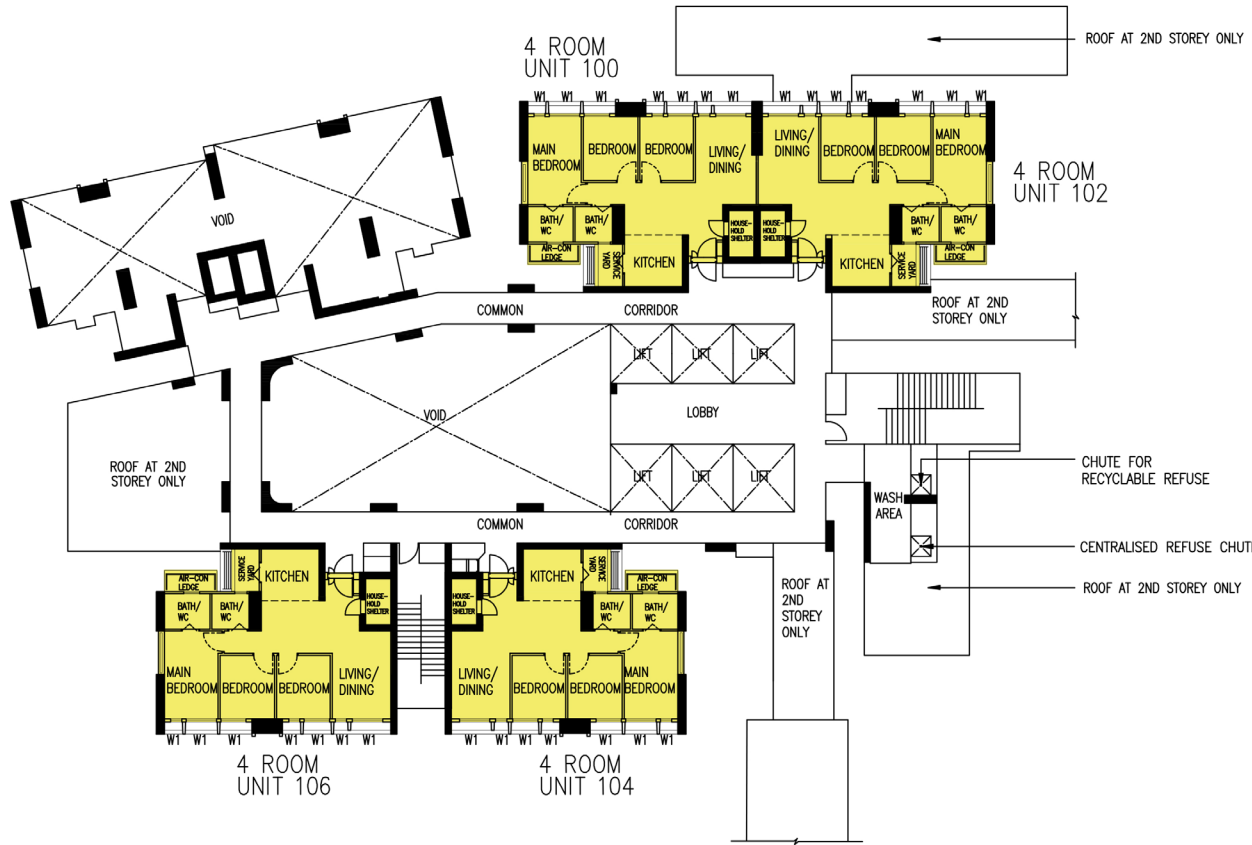 4 ROOM
UNIT 100
ROOF AT 2ND STOREY ONLY
W1 W1 W1 W1 W1 W1 W1 W1 W1 W1 W1 W1
MAIN
BEDROOM
BEDROOM
BEDROOM
LIVING/
DINING
LIVING/
DINING
BEDROOM
BEDROOM
MAIN
BEDROOM
4 ROOM
UNIT 102
BATH/
WC
BATH/
WC
HOUSE-
HOLD
SHELTER
HOUSE-
HOLD
SHELTER
BATH/
WC
BATH/
WC
AIR-CON
LEDGE
SERVICE
YARD
KITCHEN
KITCHEN
SERVICE
YARD
AIR-CON
LEDGE
VOID
COMMON CORRIDOR
ROOF AT 2ND
STOREY ONLY
LIFT LIFT LIFT
VOID
LOBBY
LIFT LIFT LIFT
ROOF AT 2ND
STOREY ONLY
CHUTE FOR
RECYCLABLE REFUSE
WASH
AREA
COMMON CORRIDOR
CENTRALISED REFUSE CHUTE
ROOF AT 2ND STOREY ONLY
ROOF AT
2ND
STOREY
ONLY
AIR-CON
LEDGE
SERVICE
YARD
KITCHEN
KITCHEN
SERVICE
YARD
AIR-CON
LEDGE
BATH/
WC
BATH/
WC
HOUSE-
HOLD
SHELTER
HOUSE-
HOLD
SHELTER
BATH/
WC
BATH/
WC
MAIN
BEDROOM
BEDROOM
BEDROOM
LIVING/
DINING
LIVING/
DINING
BEDROOM
BEDROOM
MAIN
BEDROOM
W1 W1 W1 W1 W1 W1 W1 W1 W1 W1 W1 W1
4 ROOM
UNIT 106
4 ROOM
UNIT 104